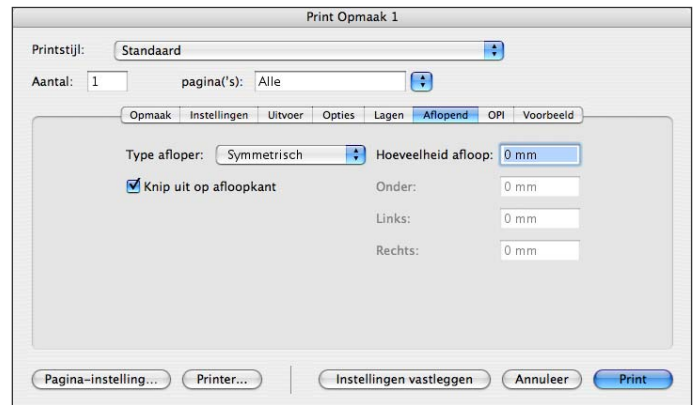 Print Opmaak 1
Printstijl: Standaard
Aantal: 1 pagina('s): Alle
Opmaak Instellingen Uitvoer Opties Lagen Aflopend OPI Voorbeeld
Type afloper: Symmetrisch Hoeveelheid afloop: 0 mm
Knip uit op afloopkant Onder: 0 mm
Links: 0 mm
Rechts: 0 mm
Pagina-instelling... Printer... Instellingen vastleggen Annuleer Print